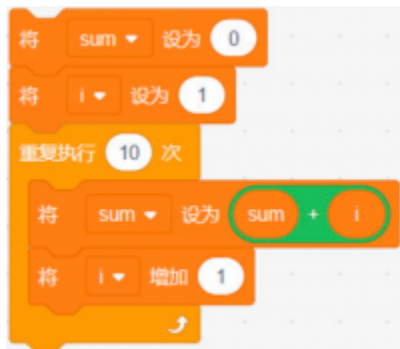 将 sum 设为 0
将 i 设为 1
重复执行 10 次
将 sum 设为 sum + i
将 i 增加 1